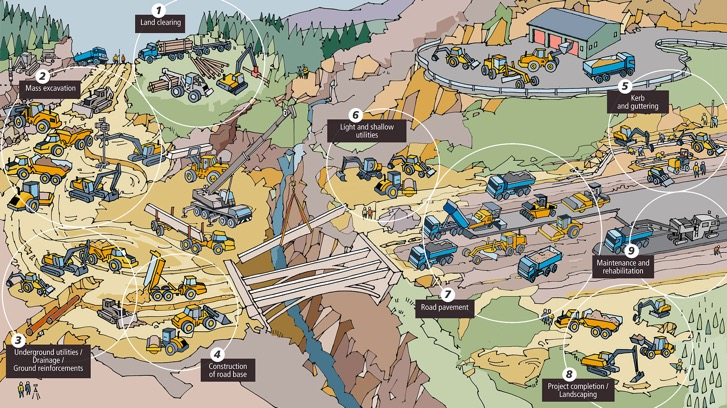 1
Land clearing
2
Mass excavation
3
Underground utilities /
Drainage /
Ground reinforcements
4
Construction
of road base
5
Kerb
and guttering
6
Light and shallow
utilities
7
Road pavement
8
Project completion /
Landscaping
9
Maintenance and
rehabilitation